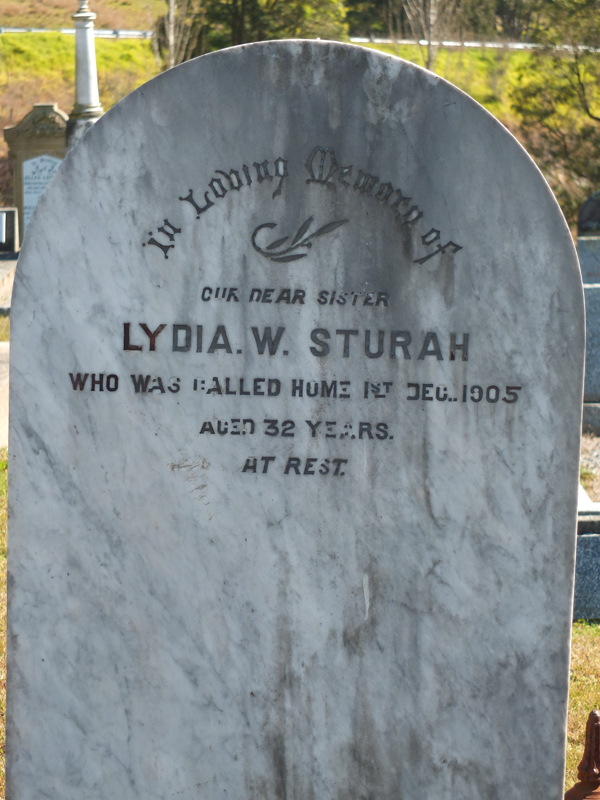 In Loving Memory of
OUR DEAR SISTER
LYDIA. W. STURAH
WHO WAS CALLED HOME 1ST DEC. 1905
AGED 32 YEARS.
AT REST.